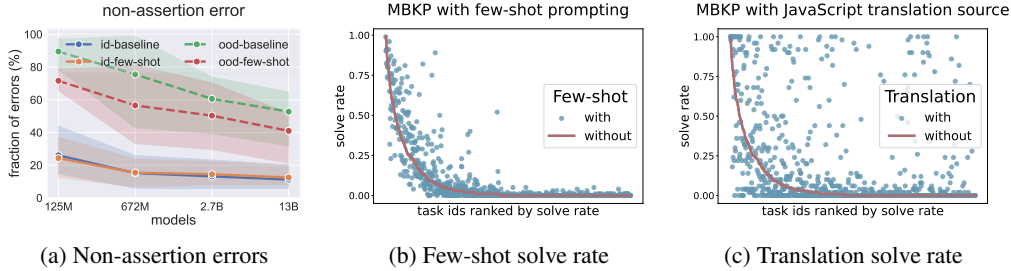 non-assertion error
100
80
60
40
20
0
fraction of errors (%)
id-baseline
id-few-shot
ood-baseline
ood-few-shot
125M 672M 2.7B 13B
models
(a) Non-assertion errors
MBKP with few-shot prompting
1.00
0.75
0.50
0.25
0.00
solve rate
Few-shot
with
without
task ids ranked by solve rate
(b) Few-shot solve rate
MBKP with JavaScript translation source
1.00
0.75
0.50
0.25
0.00
solve rate
Translation
with
without
task ids ranked by solve rate
(c) Translation solve rate